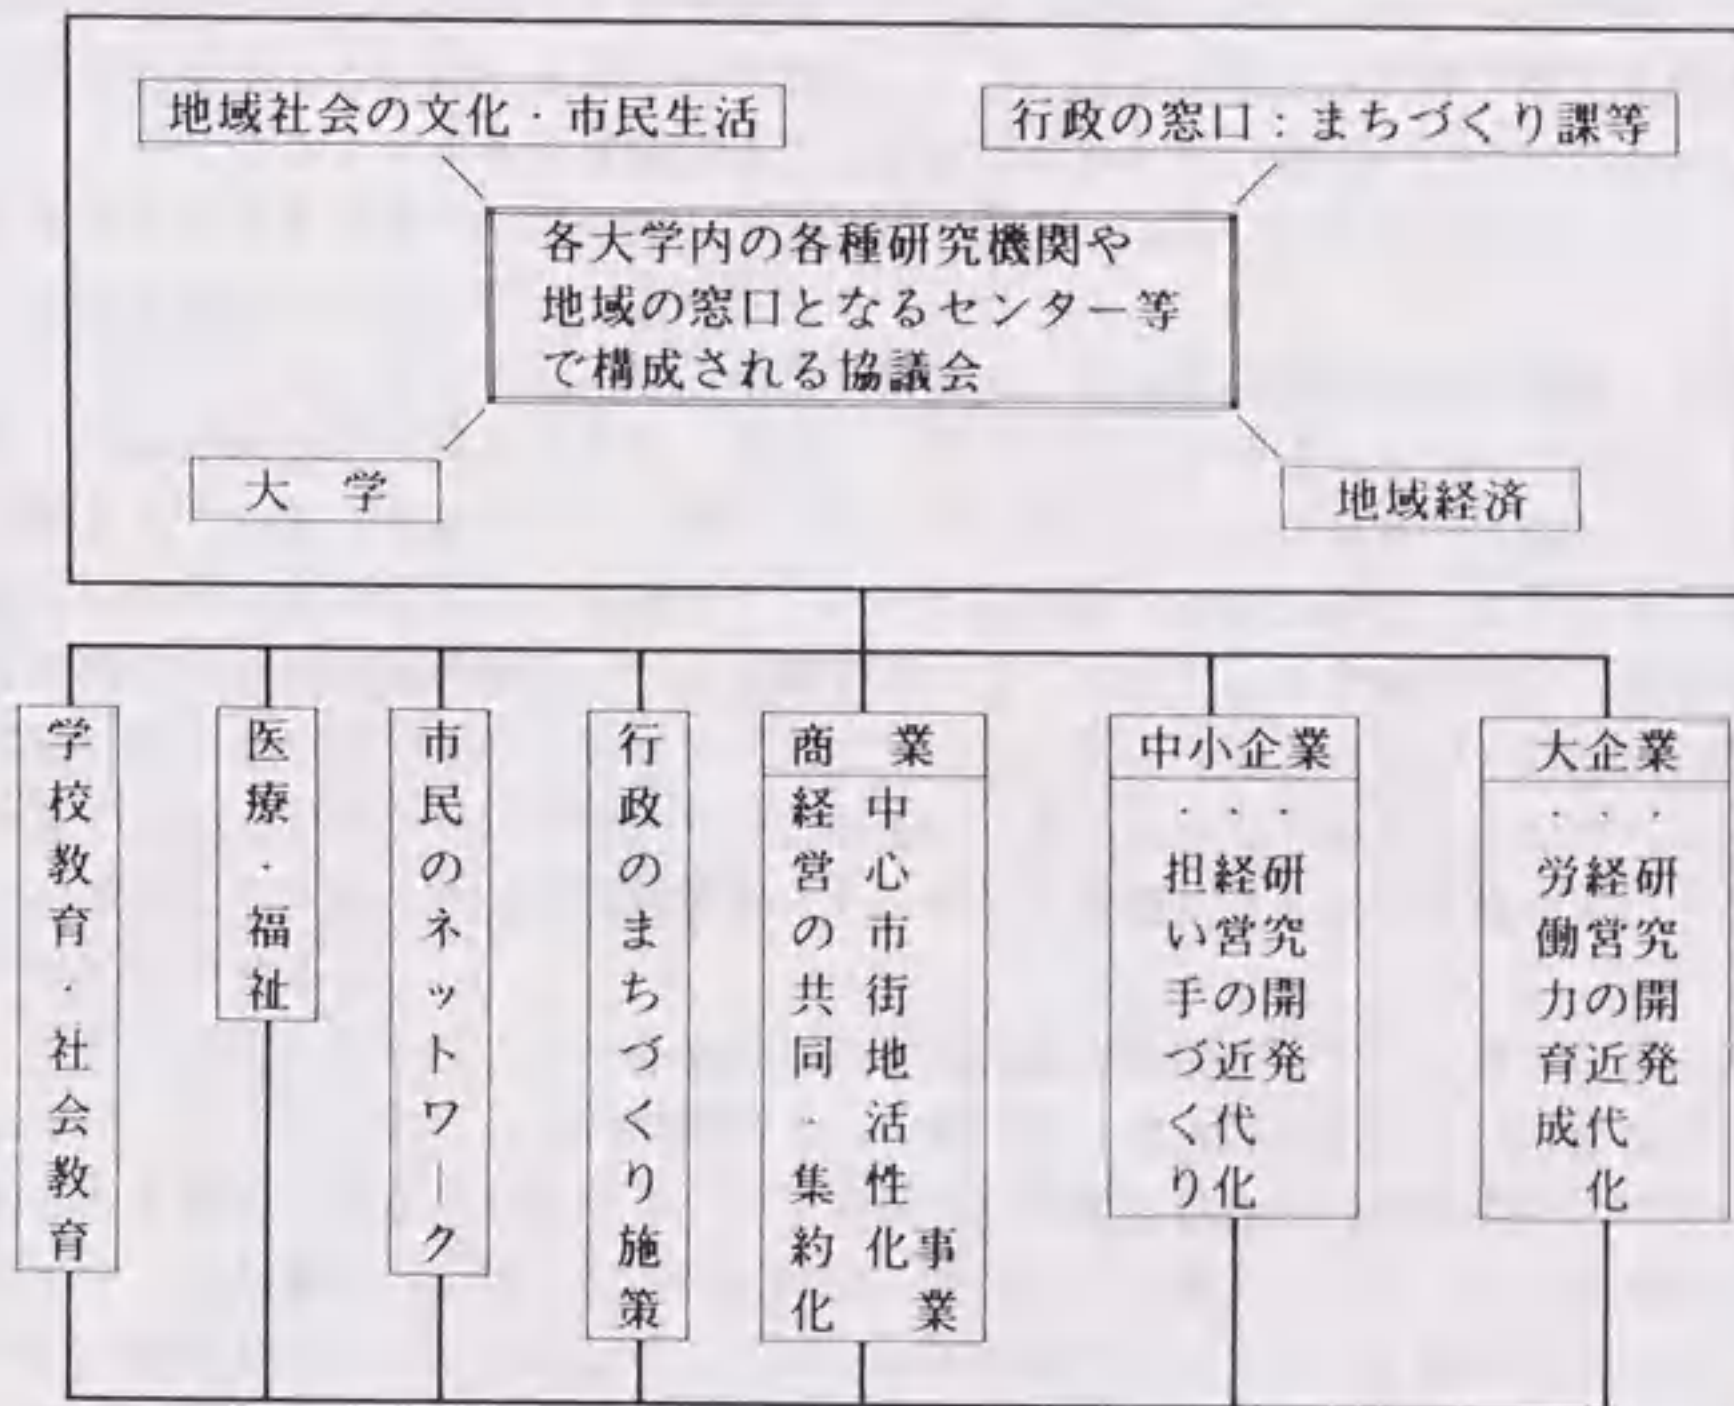 地域社会の文化・市民生活
行政の窓口：まちづくり課等
各大学内の各種研究機関や
地域の窓口となるセンター等
で構成される協議会
大　学
地域経済
学校教育・社会教育
医療・福祉
市民のネットワーク
行政のまちづくり施策
商　業
中心市街地活性化事業
経営の共同・集約化
中小企業
・研究開発
・経営の近代化
・担い手づくり
大企業
・研究開発
・経営の近代化
・労働力育成